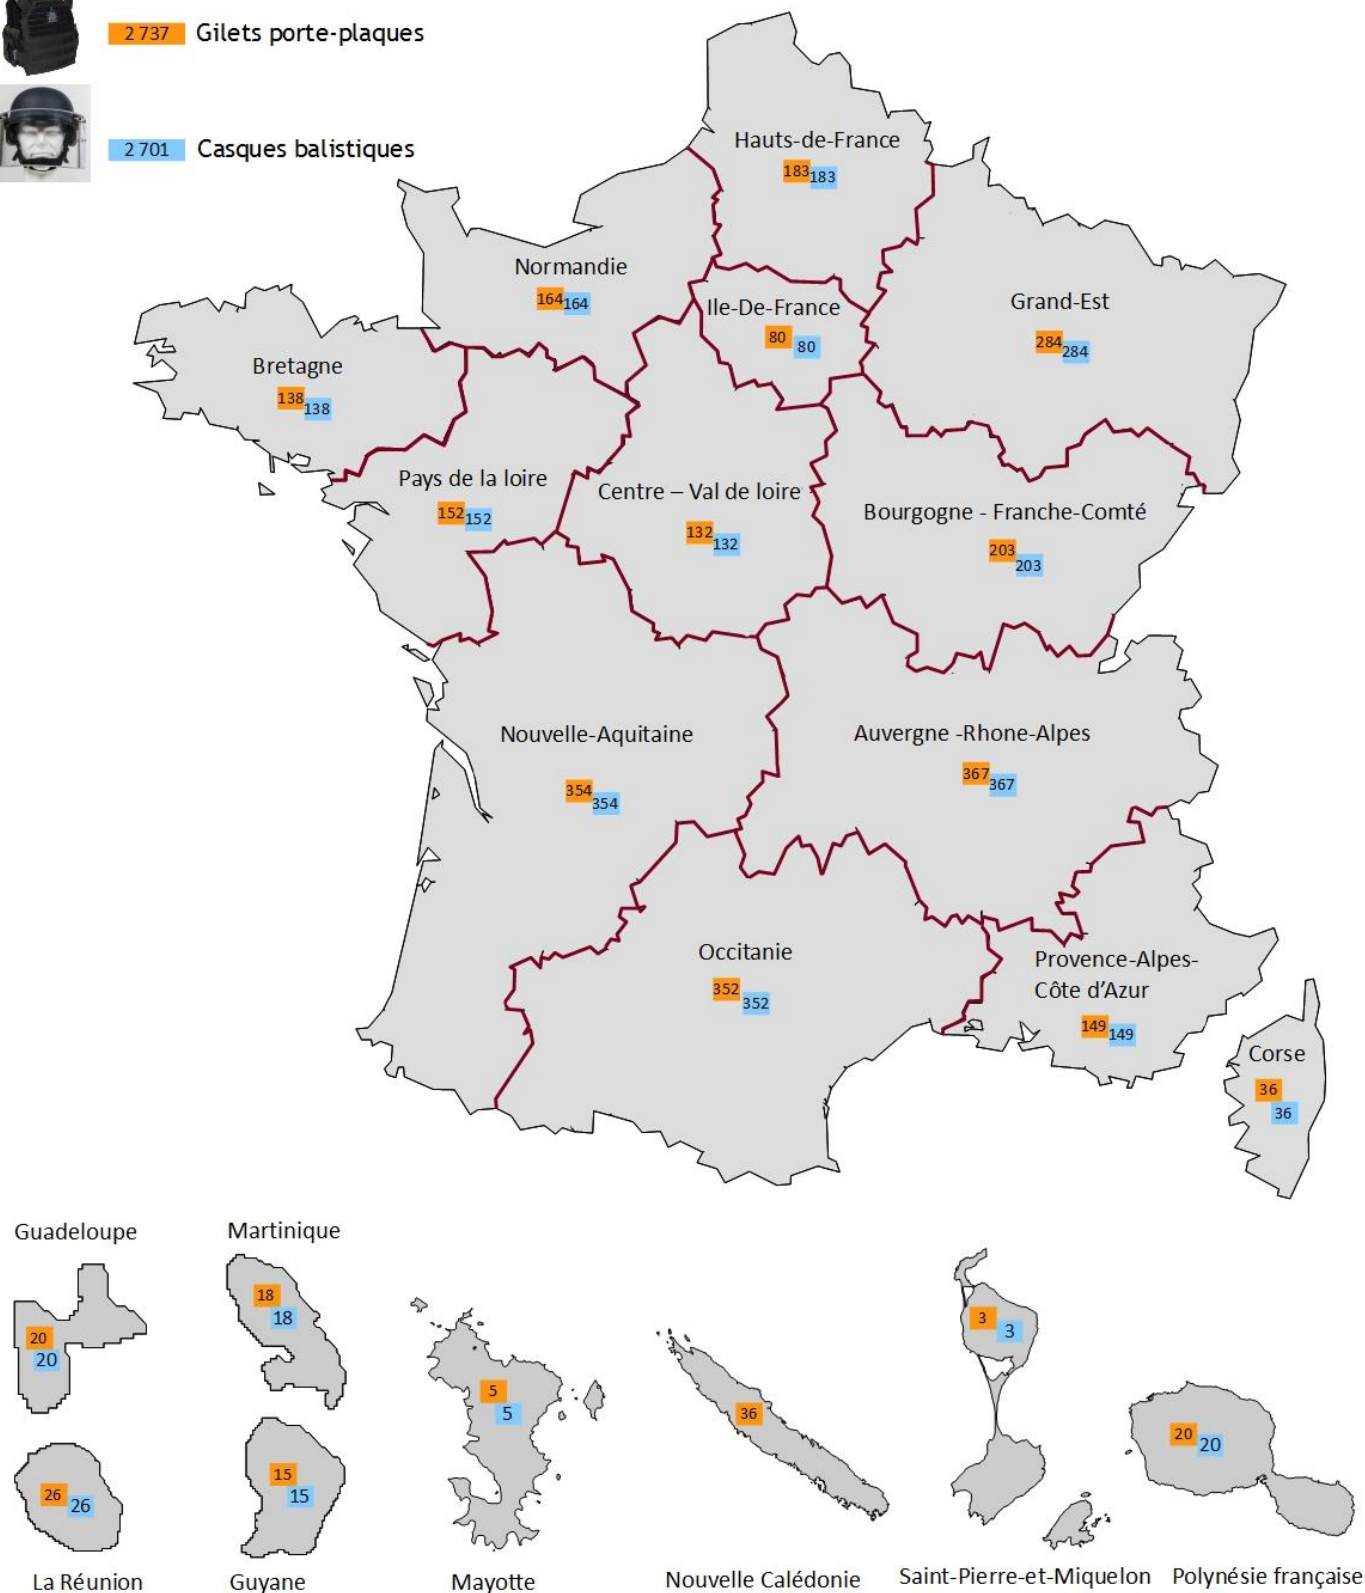 2 737 Gilets porte-plaques
2 701 Casques balistiques
Hauts-de-France
183 183
Normandie
164 164
Ile-De-France
80 80
Grand-Est
284 284
Bretagne
138 138
Pays de la loire
152 152
Centre – Val de loire
132 132
Bourgogne - Franche-Comté
203 203
Nouvelle-Aquitaine
354 354
Auvergne -Rhone-Alpes
367 367
Occitanie
352 352
Provence-Alpes-
Côte d’Azur
149 149
Corse
36
36
Guadeloupe
20
20
Martinique
18
18
5
5
36
3
3
20
20
26
26
15
15
La Réunion
Guyane
Mayotte
Nouvelle Calédonie
Saint-Pierre-et-Miquelon
Polynésie française